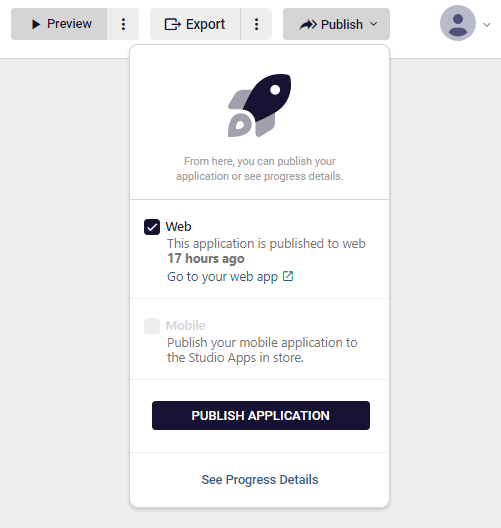 Preview
Export
Publish
From here, you can publish your
application or see progress details.
Web
This application is published to web
17 hours ago
Go to your web app
Mobile
Publish your mobile application to
the Studio Apps in store.
PUBLISH APPLICATION
See Progress Details